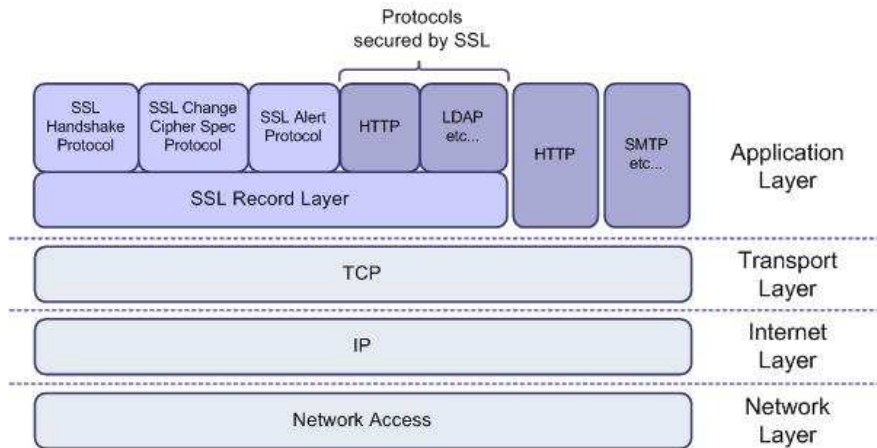 Protocols
secured by SSL
SSL
Handshake
Protocol
SSL Change
Cipher Spec
Protocol
SSL Alert
Protocol
HTTP
LDAP
etc...
HTTP
SMTP
etc...
Application
Layer
SSL Record Layer
TCP
Transport
Layer
IP
Internet
Layer
Network Access
Network
Layer